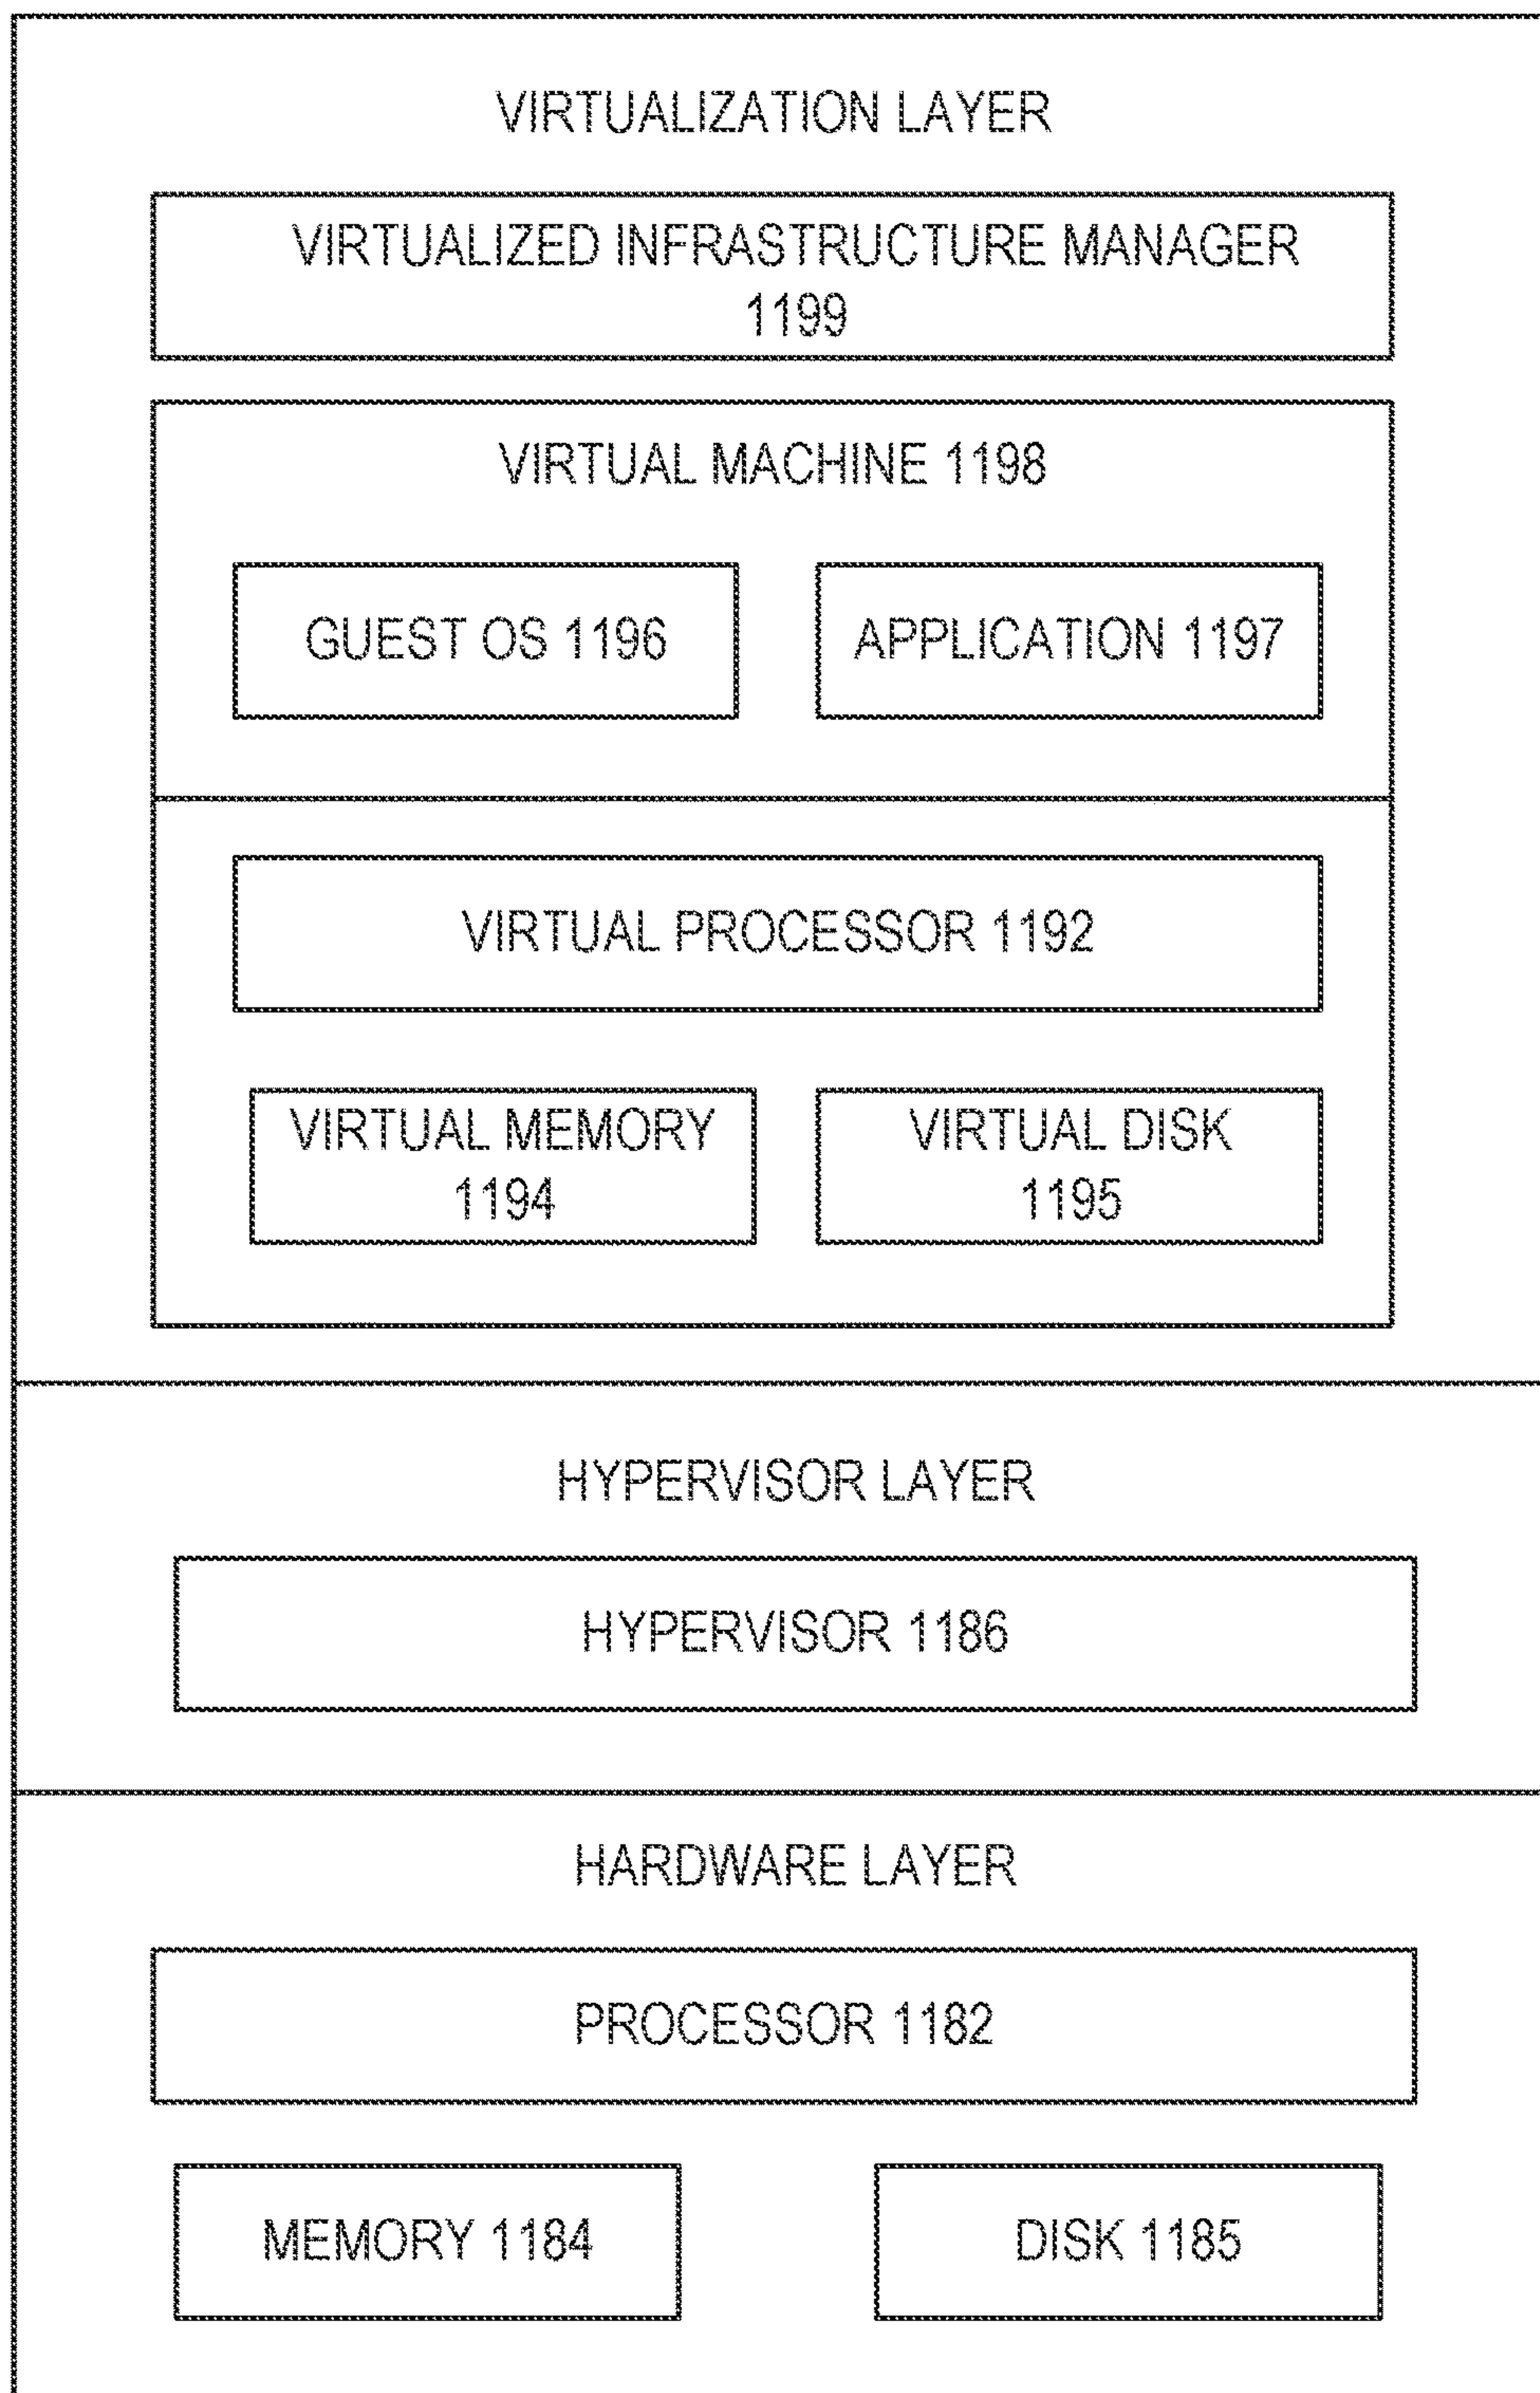 VIRTUALIZATION LAYER
VIRTUALIZED INFRASTRUCTURE MANAGER
1199
VIRTUAL MACHINE 1198
GUEST OS 1196
APPLICATION 1197
VIRTUAL PROCESSOR 1192
VIRTUAL MEMORY
1194
VIRTUAL DISK
1195
HYPERVISOR LAYER
HYPERVISOR 1186
HARDWARE LAYER
PROCESSOR 1182
MEMORY 1184
DISK 1185